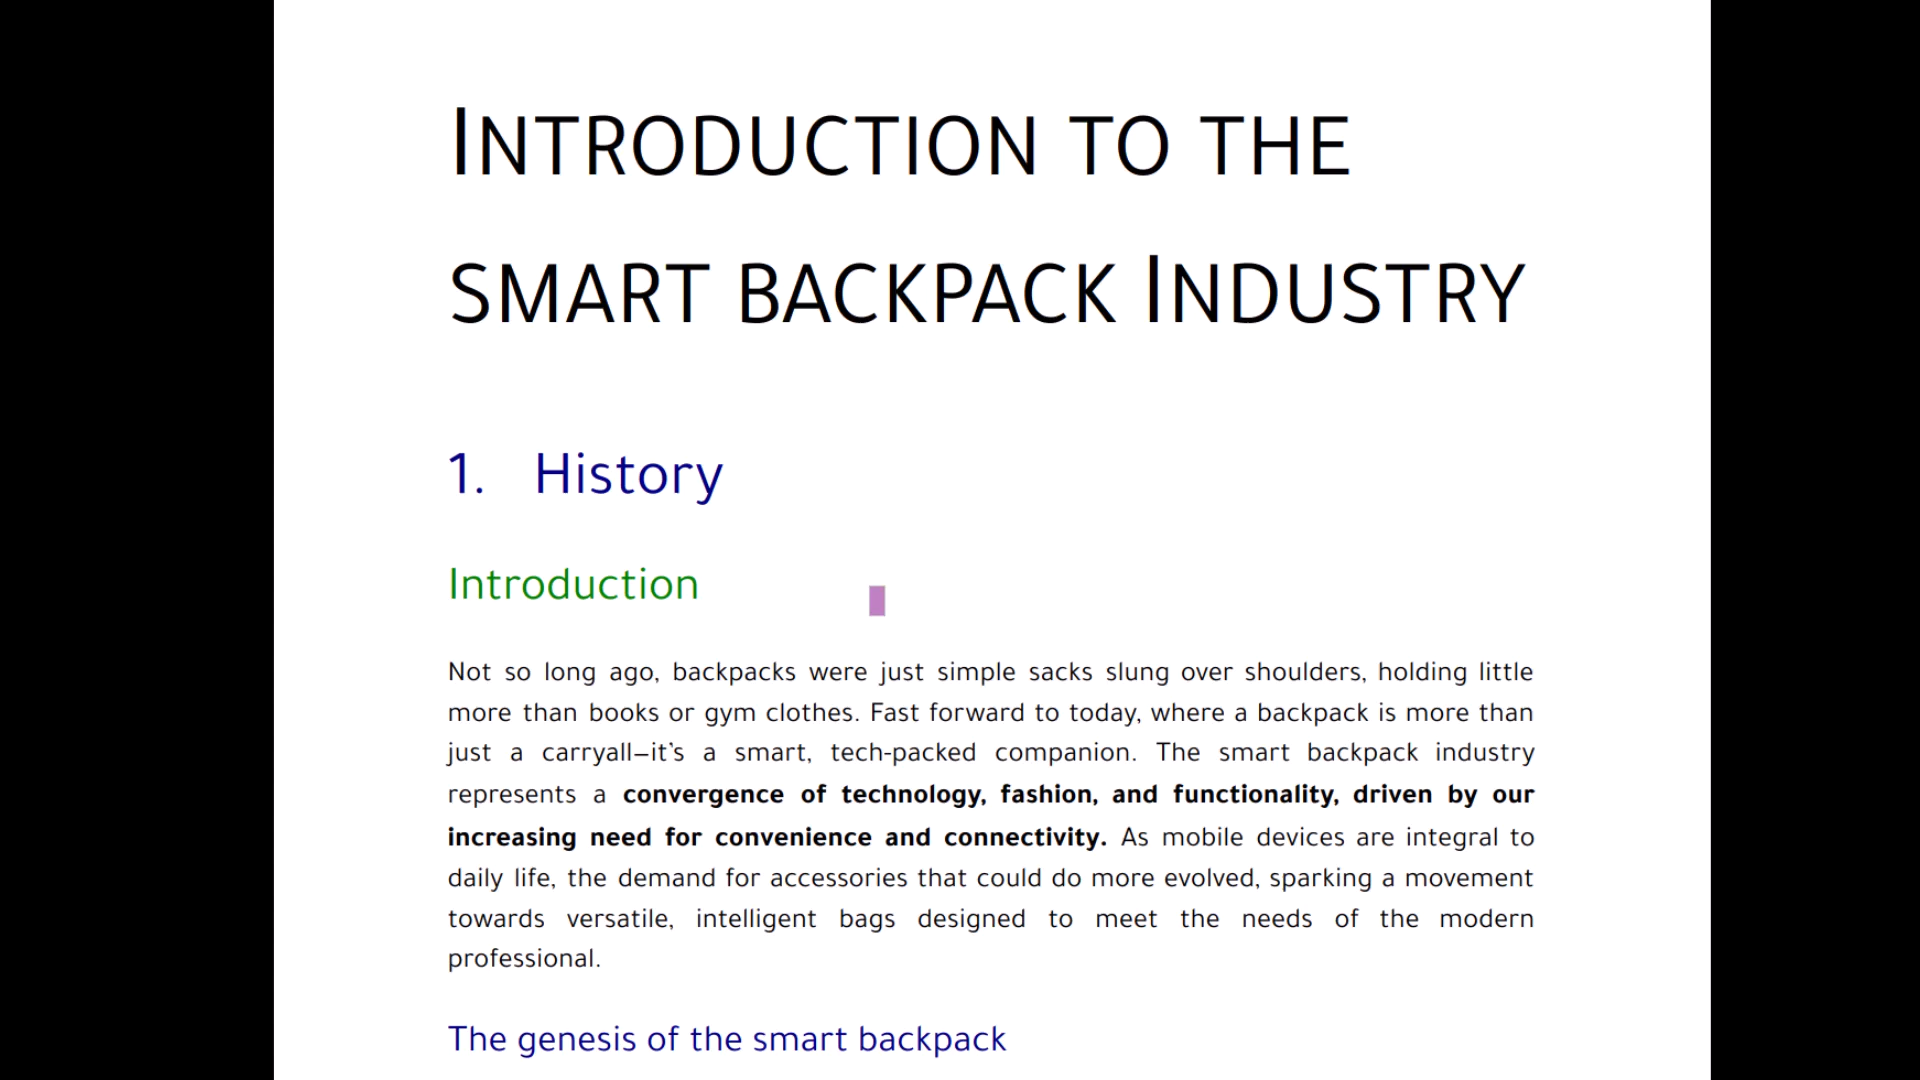 INTRODUCTION TO THE
SMART BACKPACK INDUSTRY
1. History
Introduction
Not so long ago, backpacks were just simple sacks slung over shoulders, holding little
more than books or gym clothes. Fast forward to today, where a backpack is more than
just a carryall—it’s a smart, tech-packed companion. The smart backpack industry
represents a convergence of technology, fashion, and functionality, driven by our
increasing need for convenience and connectivity. As mobile devices are integral to
daily life, the demand for accessories that could do more evolved, sparking a movement
towards versatile, intelligent bags designed to meet the needs of the modern
professional.
The genesis of the smart backpack